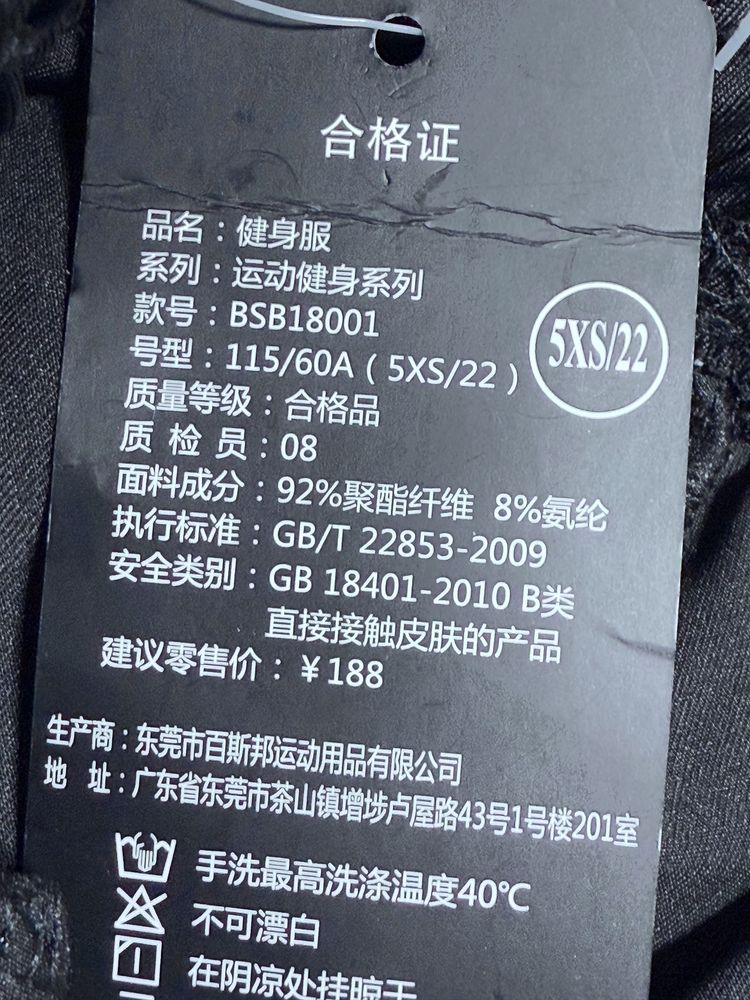 合格证
品名：健身服
系列：运动健身系列
款号：BSB18001
号型：115/60A（5XS/22）
5XS/22
质量等级：合格品
质 检 员：08
面料成分：92%聚酯纤维 8%氨纶
执行标准：GB/T 22853-2009
安全类别：GB 18401-2010 B类
直接接触皮肤的产品
建议零售价：￥188
生产商：东莞市百斯邦运动用品有限公司
地 址：广东省东莞市茶山镇增埗卢屋路43号1号楼201室
手洗最高洗涤温度40℃
不可漂白
在阴凉处挂晾干